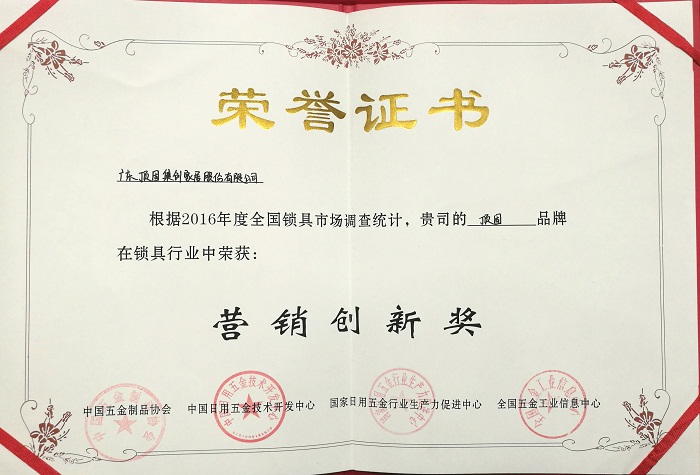 荣誉证书
广东顶固集创家居股份有限公司
根据2016年度全国锁具市场调查统计，贵司的 顶固 品牌
在锁具行业中荣获：
营销创新奖
中国五金制品协会 中国日用五金技术开发中心 国家日用五金行业生产力促进中心 全国五金工业信息中心